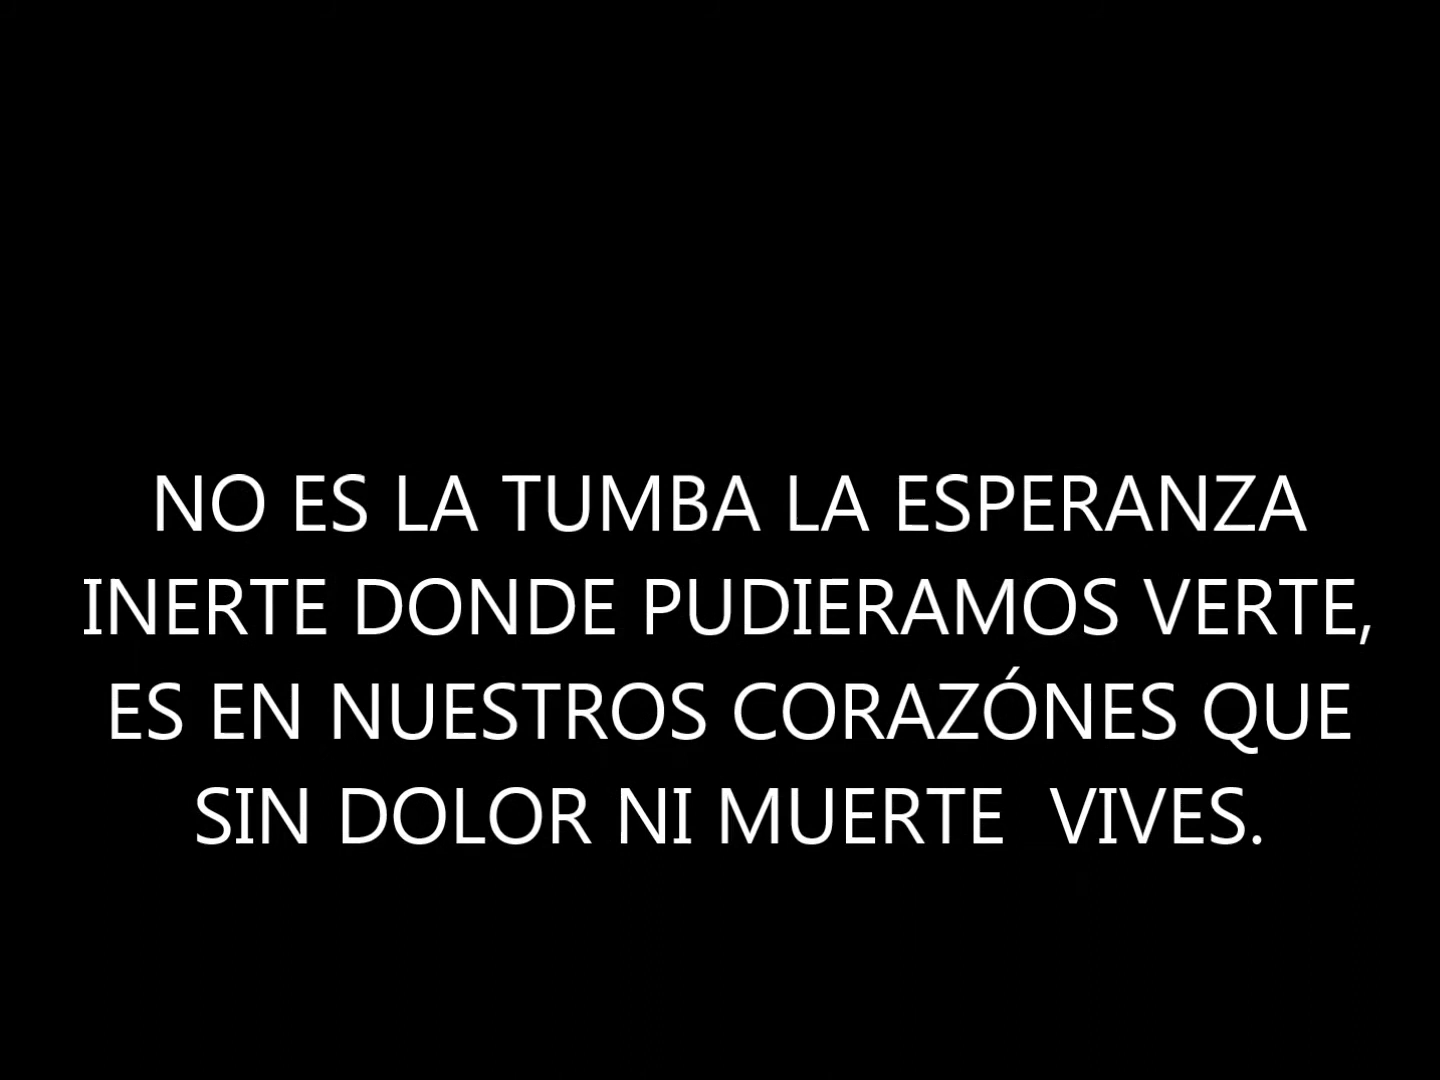 NO ES LA TUMBA LA ESPERANZA
INERTE DONDE PUDIERAMOS VERTE,
ES EN NUESTROS CORAZÓNES QUE
SIN DOLOR NI MUERTE  VIVES.